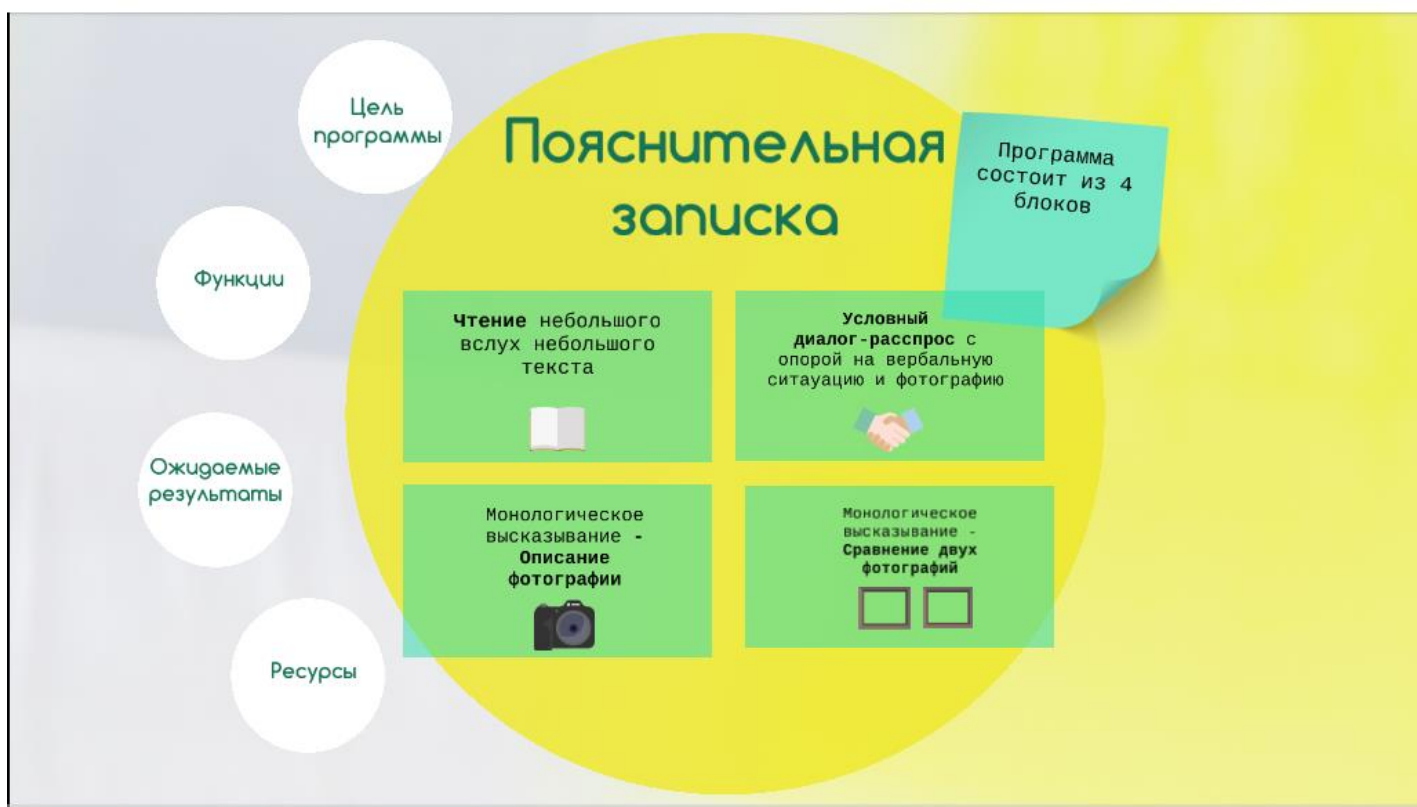 Цель
программы
Пояснительная
записка
Программа
состоит из 4
блоков
Функции
Чтение небольшого
вслух небольшого
текста
Условный
диалог-расспрос с
опорой на вербальную
ситауацию и фотографию
Ожидаемые
результаты
Монологическое
высказывание -
Описание
фотографии
Монологическое
высказывание -
Сравнение двух
фотографий
Ресурсы